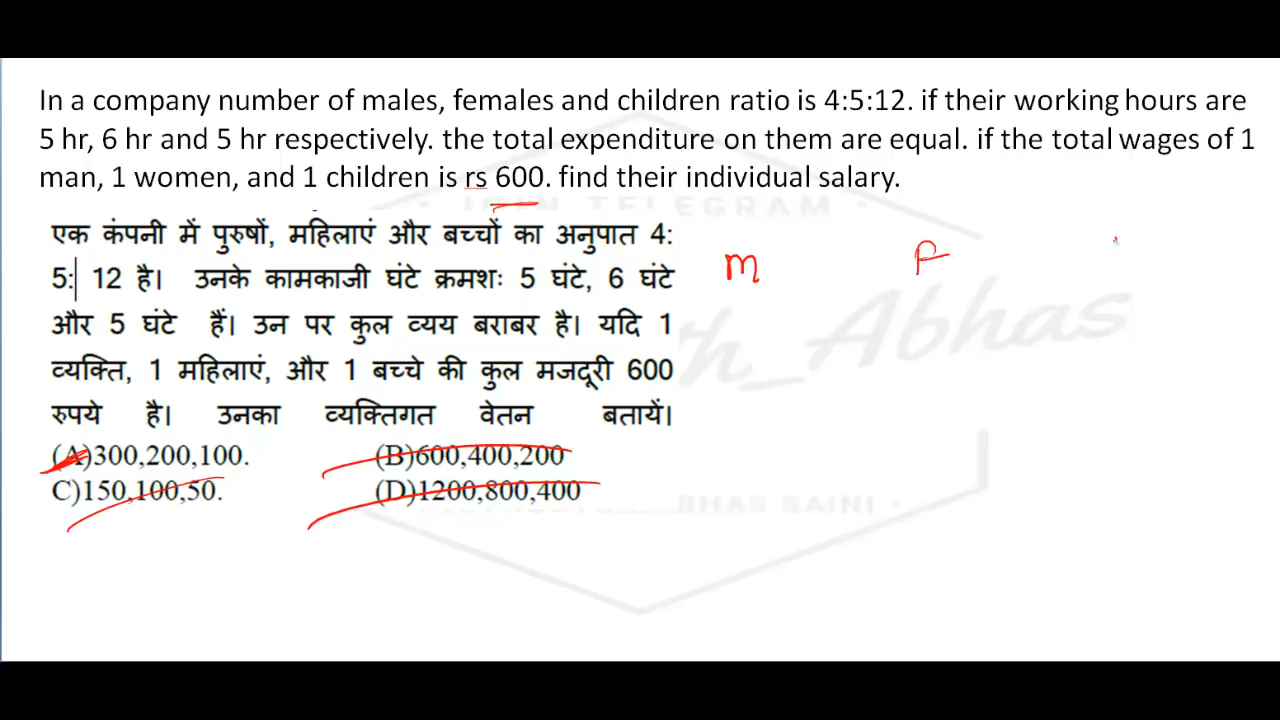 In a company number of males, females and children ratio is 4:5:12. if their working hours are
5 hr, 6 hr and 5 hr respectively. the total expenditure on them are equal. if the total wages of 1
man, 1 women, and 1 children is rs 600. find their individual salary.
एक कंपनी में पुरुषों, महिलाएं और बच्चों का अनुपात 4:
5: 12 है। उनके कामकाजी घंटे क्रमशः 5 घंटे, 6 घंटे
और 5 घंटे हैं। उन पर कुल व्यय बराबर है। यदि 1
व्यक्ति, 1 महिलाएं, और 1 बच्चे की कुल मजदूरी 600
रुपये है। उनका व्यक्तिगत वेतन बतायें।
M F
(A)300,200,100. (B)600,400,200
C)150,100,50. (D)1200,800,400
- JOIN TELEGRAM -
th_Abhas
BHAS SAINI -